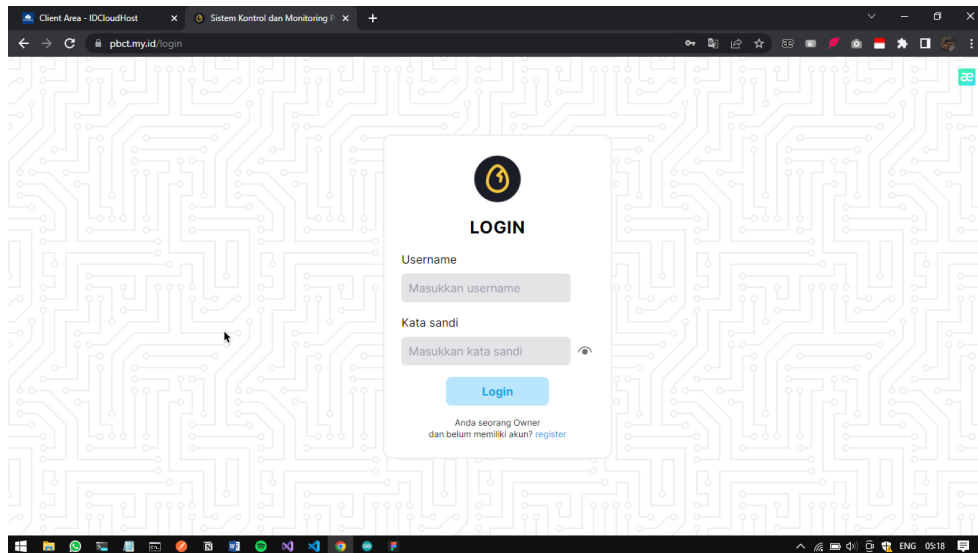 Client Area - IDCloudHost
Sistem Kontrol dan Monitoring P
pbct.my.id/login
æ
LOGIN
Username
Masukkan username
Kata sandi
Masukkan kata sandi
Login
Anda seorang Owner
dan belum memiliki akun? register
ENG
05:18